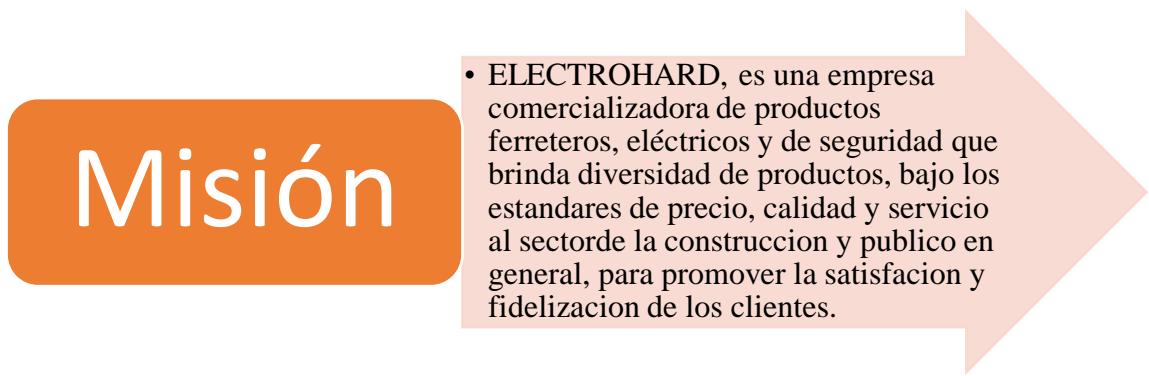 Misión
• ELECTROHARD, es una empresa
comercializadora de productos
ferreteros, eléctricos y de seguridad que
brinda diversidad de productos, bajo los
estandares de precio, calidad y servicio
al sectorde la construccion y publico en
general, para promover la satisfacion y
fidelizacion de los clientes.